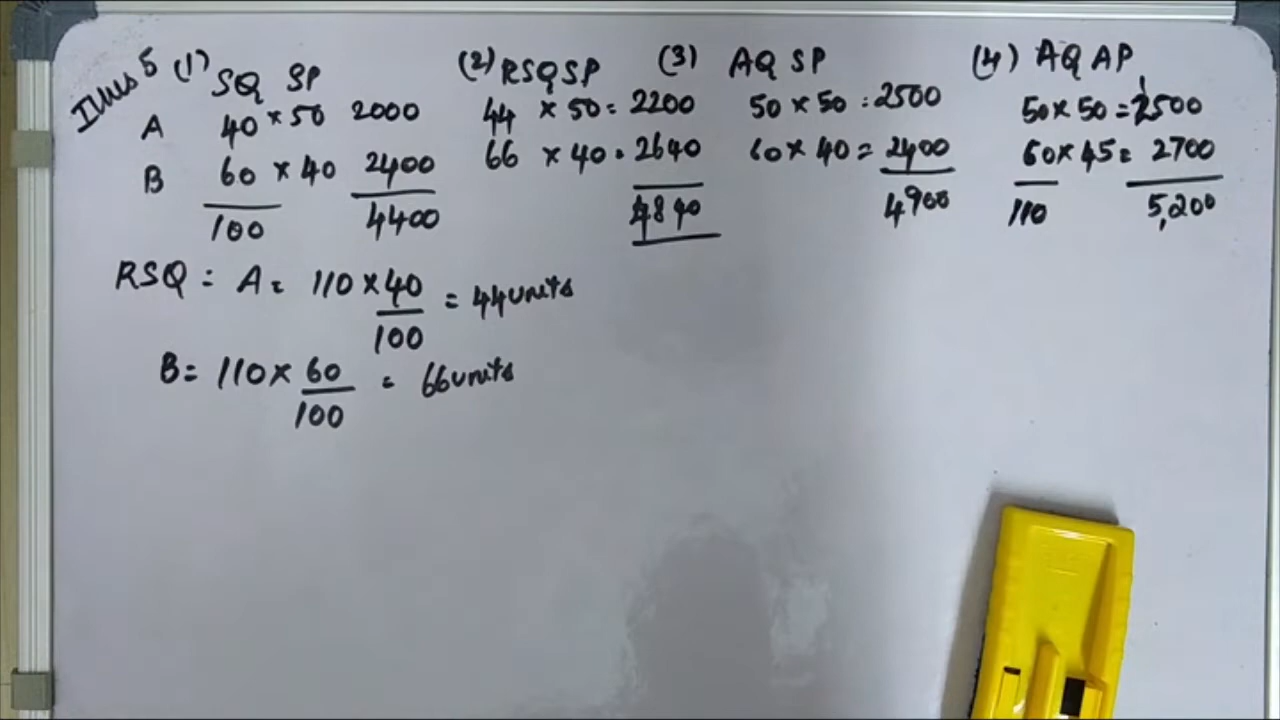 Illus 5 (1) SQ SP (2) RSQ SP (3) AQ SP (4) AQ AP
A 40 × 50 2000 44 × 50 = 2200 50 × 50 = 2500 50 × 50 = 2500
B 60 × 40 2400 66 × 40 = 2640 60 × 40 = 2400 60 × 45 = 2700
100 4400 4840 4900 110 5,200
RSQ = A = 110 × 40 = 44 units
100
B = 110 × 60 = 66 units
100